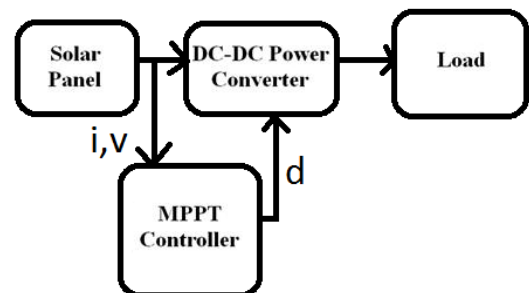 Solar
Panel
DC-DC Power
Converter
Load
i,v
d
MPPT
Controller